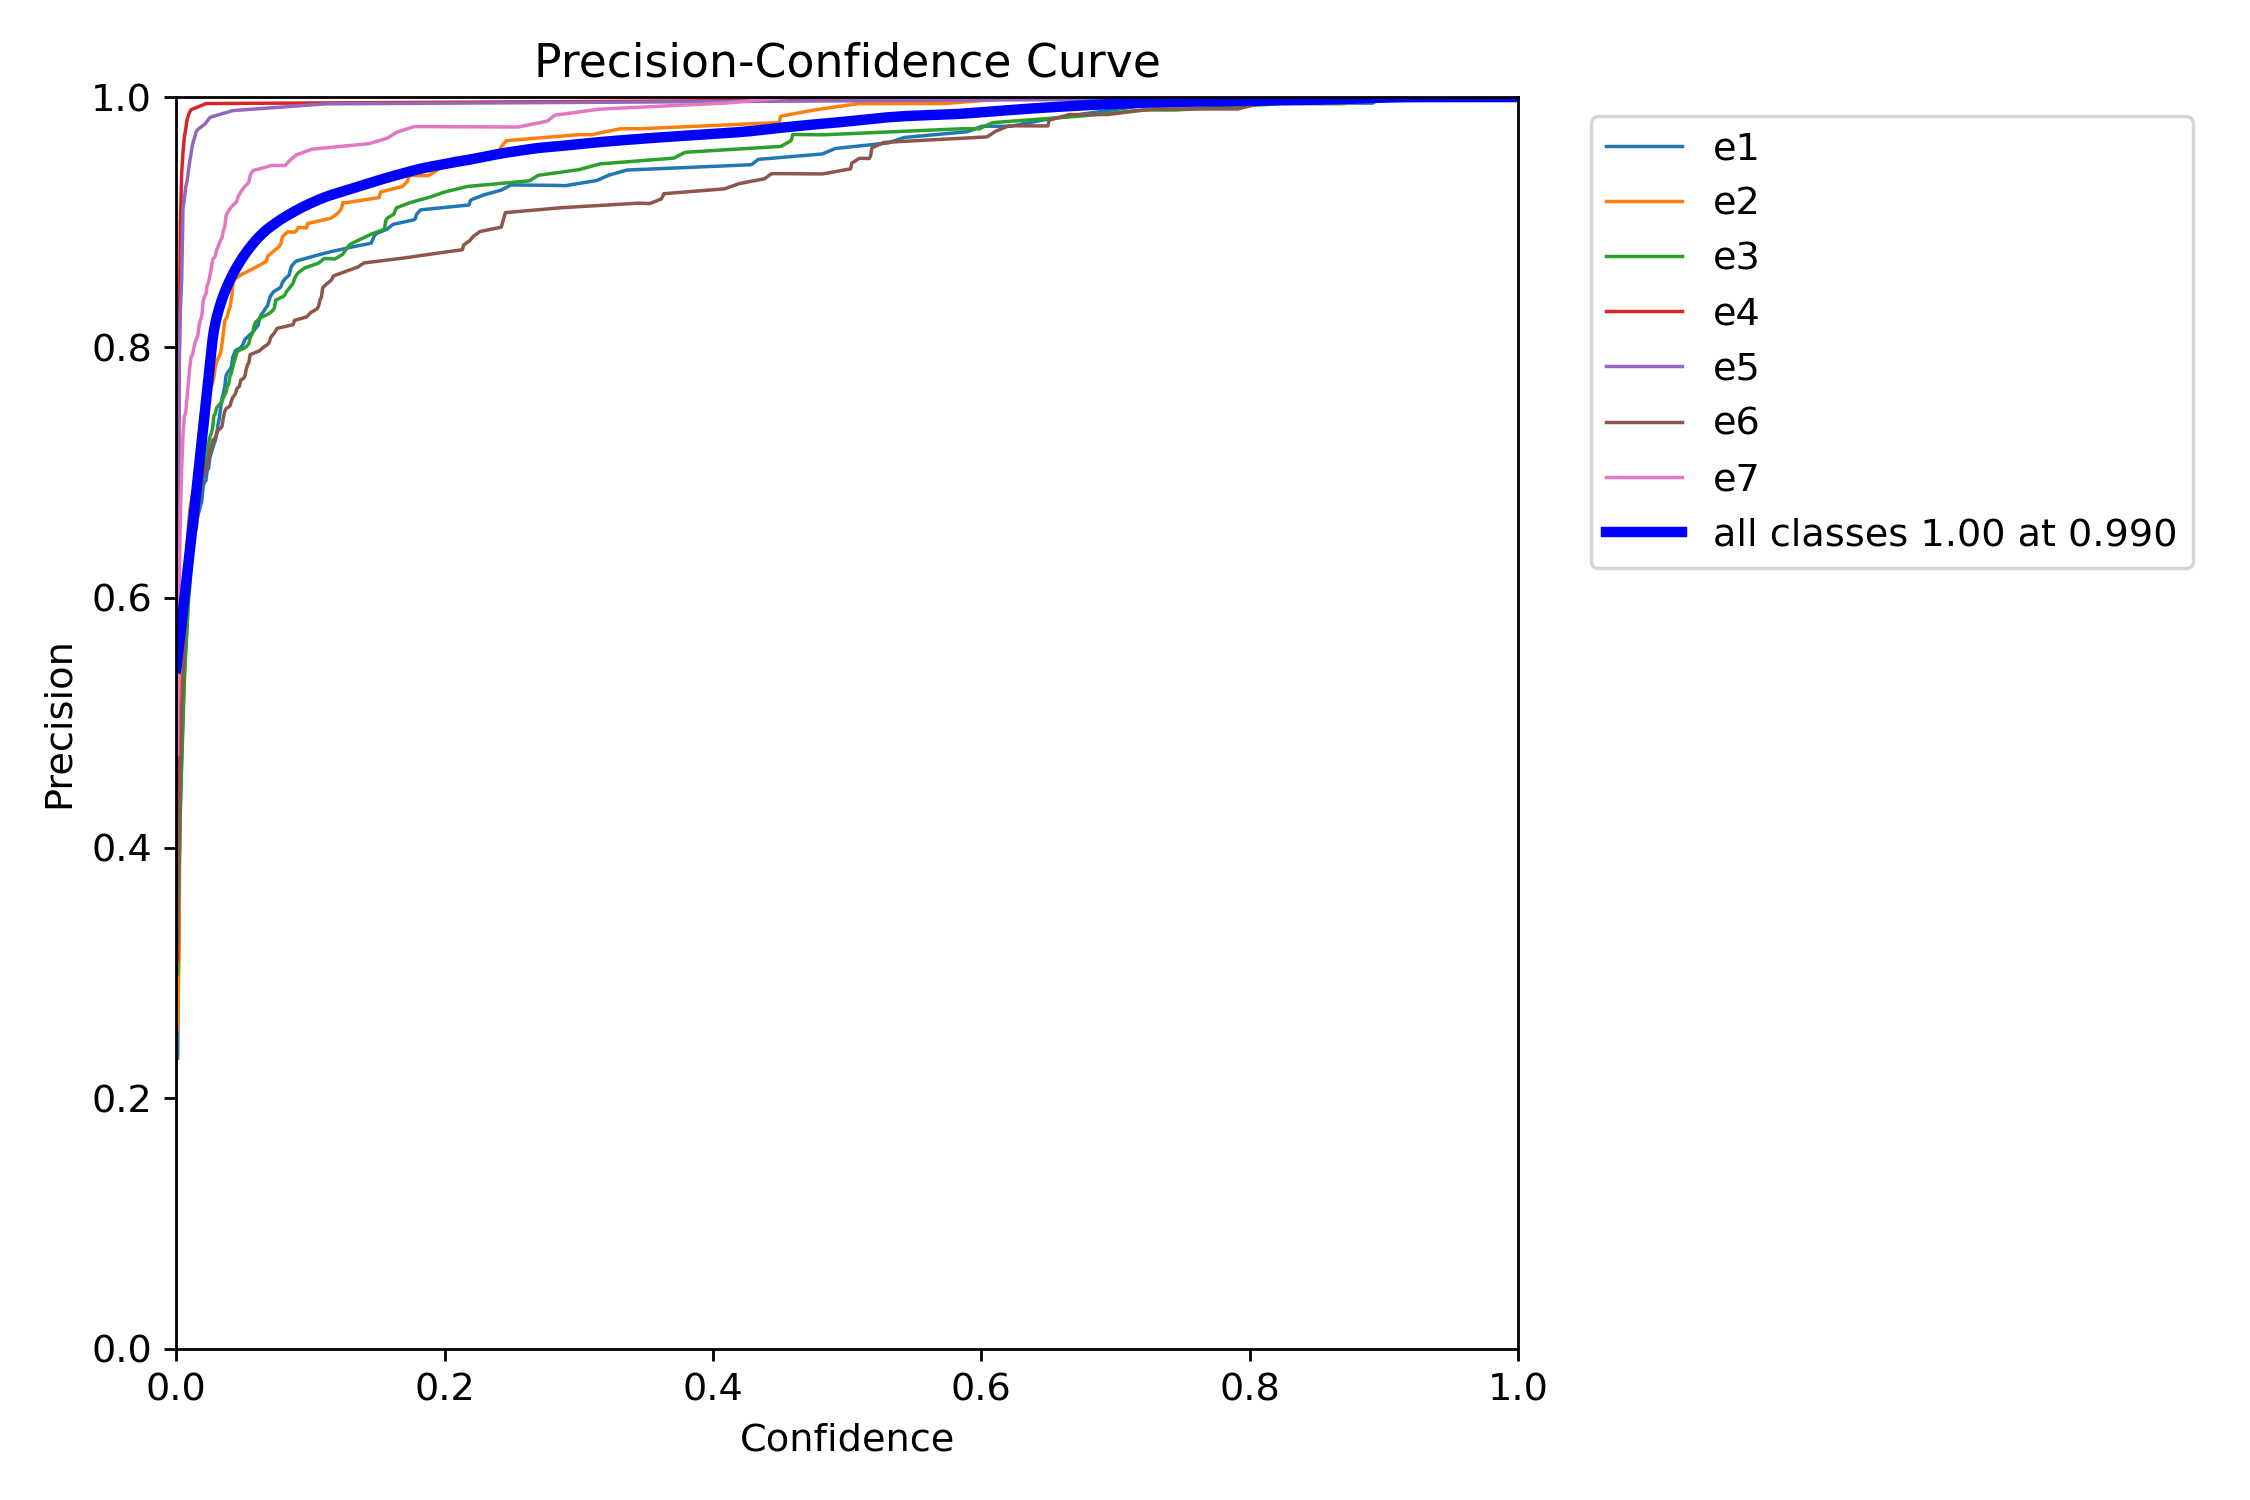 Precision-Confidence Curve
1.0
0.8
0.6
0.4
0.2
0.0
Precision
0.0 0.2 0.4 0.6 0.8 1.0
Confidence
e1
e2
e3
e4
e5
e6
e7
all classes 1.00 at 0.990